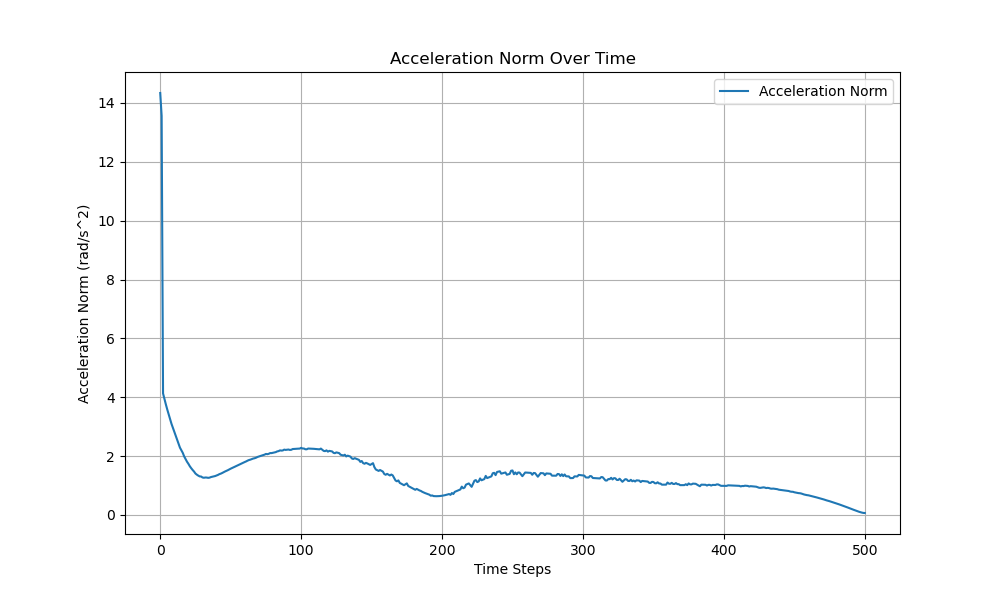 Acceleration Norm Over Time
Acceleration Norm
Acceleration Norm (rad/s^2)
14
12
10
8
6
4
2
0
0 100 200 300 400 500
Time Steps